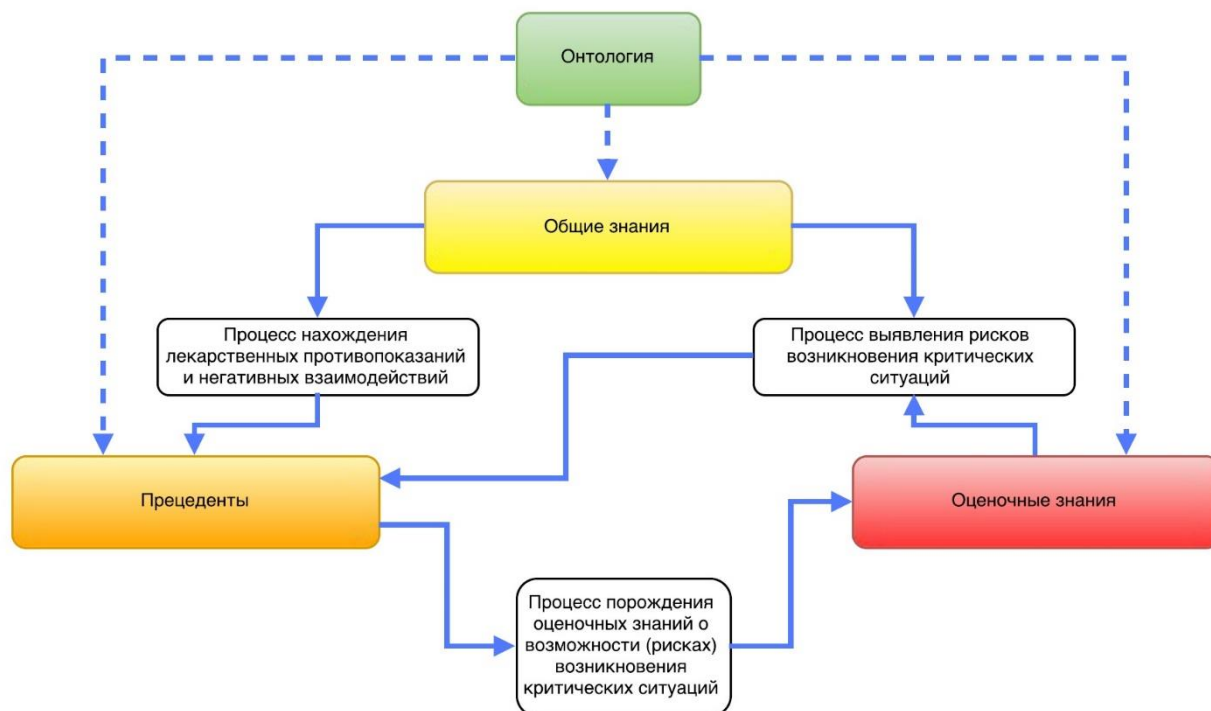 Онтология
Общие знания
Процесс нахождения
лекарственных противопоказаний
и негативных взаимодействий
Процесс выявления рисков
возникновения критических
ситуаций
Прецеденты
Оценочные знания
Процесс порождения
оценочных знаний о
возможности (рисках)
возникновения
критических ситуаций